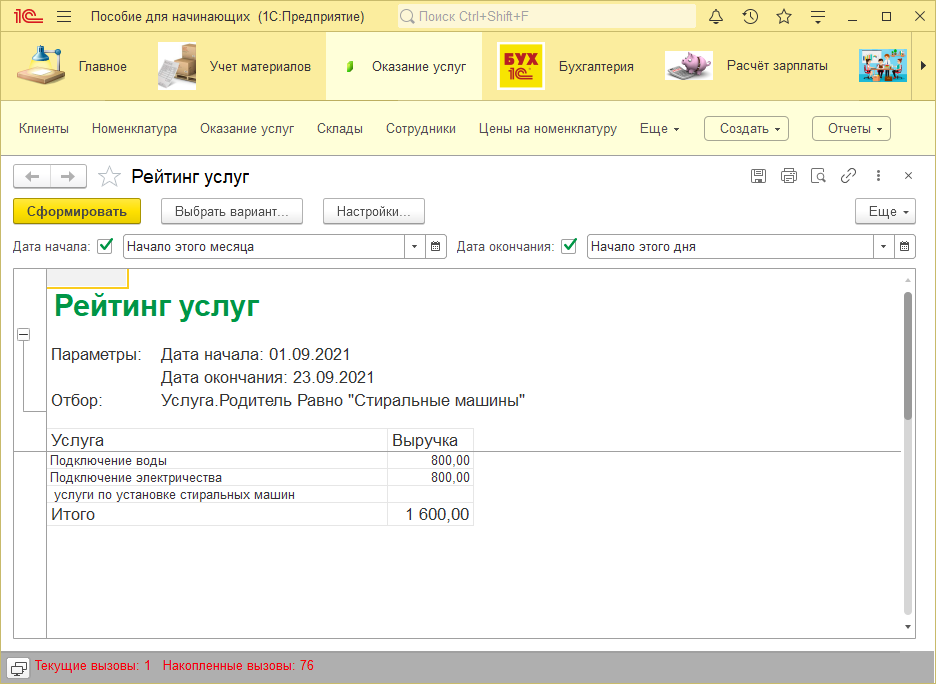 1С Пособие для начинающих (1С:Предприятие) Поиск Ctrl+Shift+F
Главное Учет материалов Оказание услуг БУХ 1С Бухгалтерия Расчёт зарплаты
Клиенты Номенклатура Оказание услуг Склады Сотрудники Цены на номенклатуру Еще Создать Отчеты
Рейтинг услуг
Сформировать Выбрать вариант... Настройки... Еще
Дата начала: Начало этого месяца Дата окончания: Начало этого дня
Рейтинг услуг
Параметры: Дата начала: 01.09.2021
Дата окончания: 23.09.2021
Отбор: Услуга.Родитель Равно "Стиральные машины"
Услуга Выручка
Подключение воды 800,00
Подключение электричества 800,00
услуги по установке стиральных машин
Итого 1 600,00
Текущие вызовы: 1 Накопленные вызовы: 76